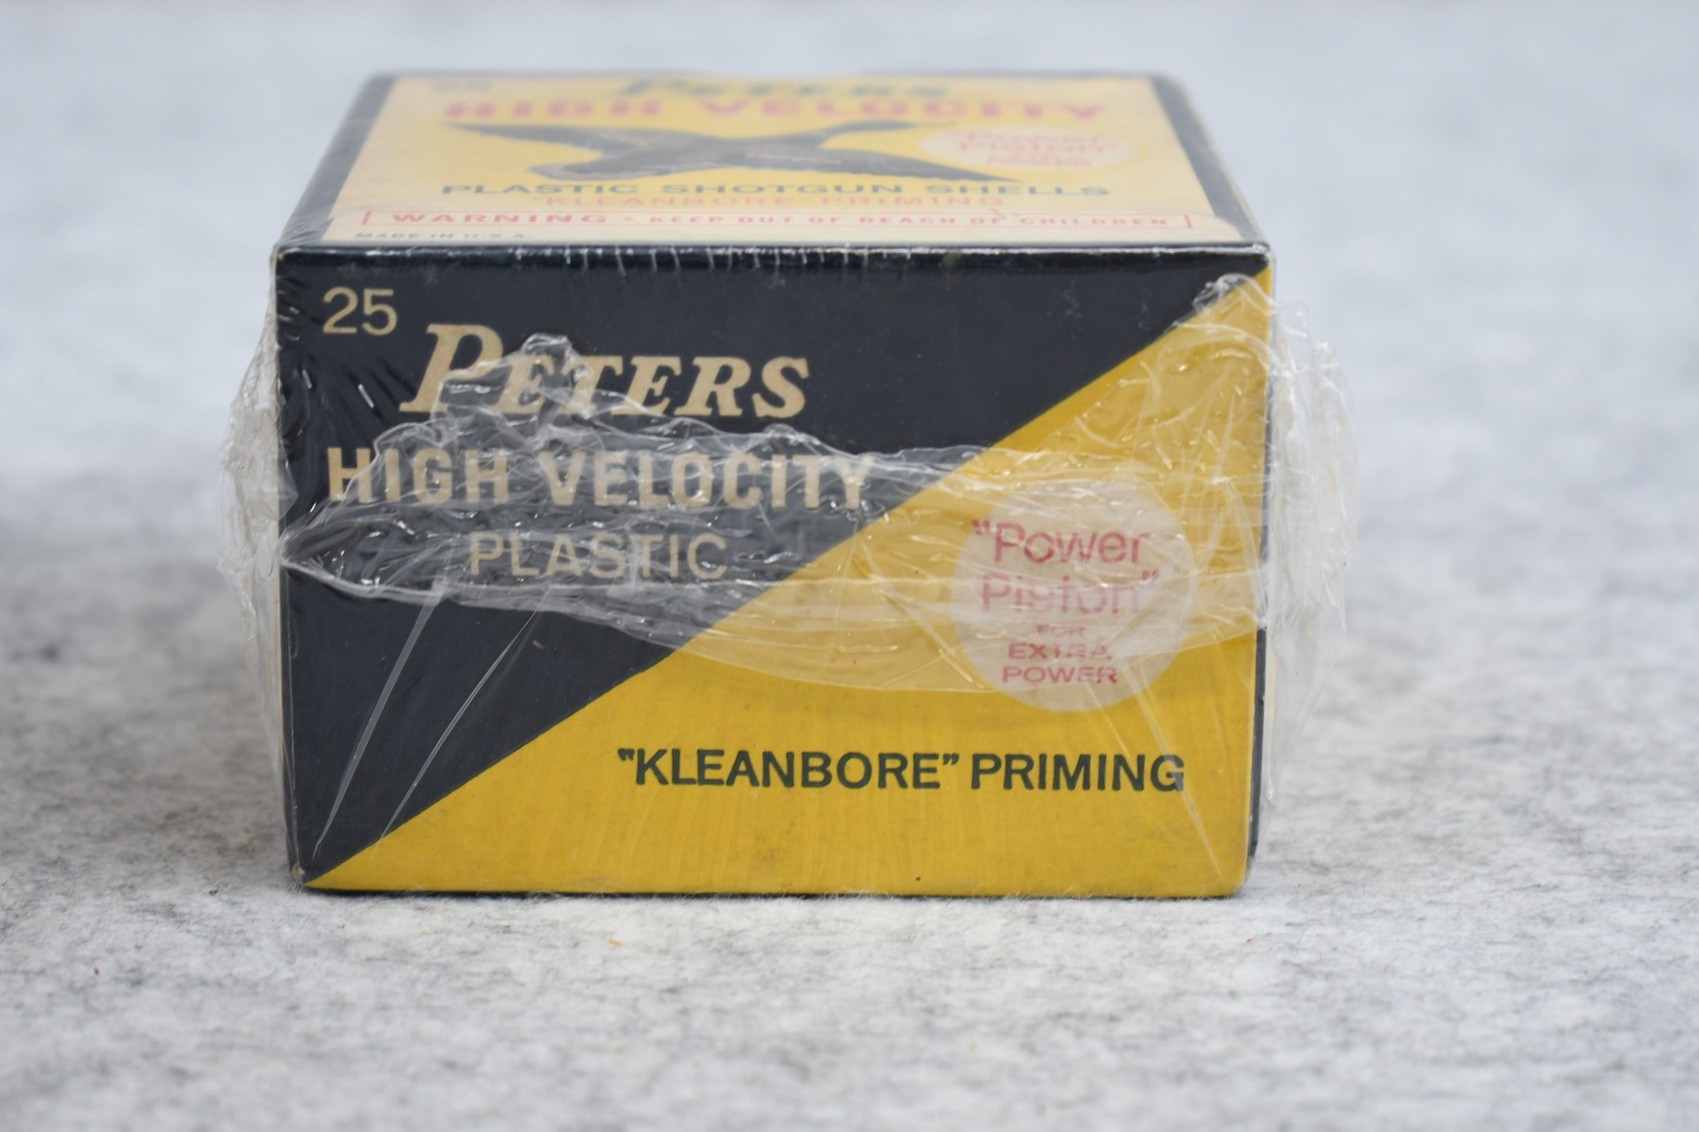 PETERS
HIGH VELOCITY
"Power
Piston"
PLASTIC SHOTGUN SHELLS
"KLEANBORE" PRIMING
WARNING - KEEP OUT OF REACH OF CHILDREN
MADE IN U.S.A.
25
PETERS
HIGH VELOCITY
PLASTIC
"Power
Piston"
FOR
EXTRA
POWER
"KLEANBORE" PRIMING